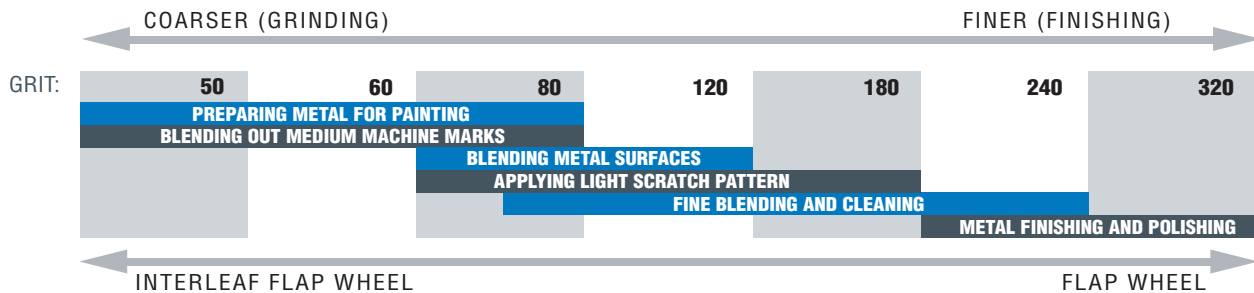 COARSER (GRINDING) FINER (FINISHING)
GRIT: 50 60 80 120 180 240 320
PREPARING METAL FOR PAINTING
BLENDING OUT MEDIUM MACHINE MARKS
BLENDING METAL SURFACES
APPLYING LIGHT SCRATCH PATTERN
FINE BLENDING AND CLEANING
METAL FINISHING AND POLISHING
INTERLEAF FLAP WHEEL FLAP WHEEL